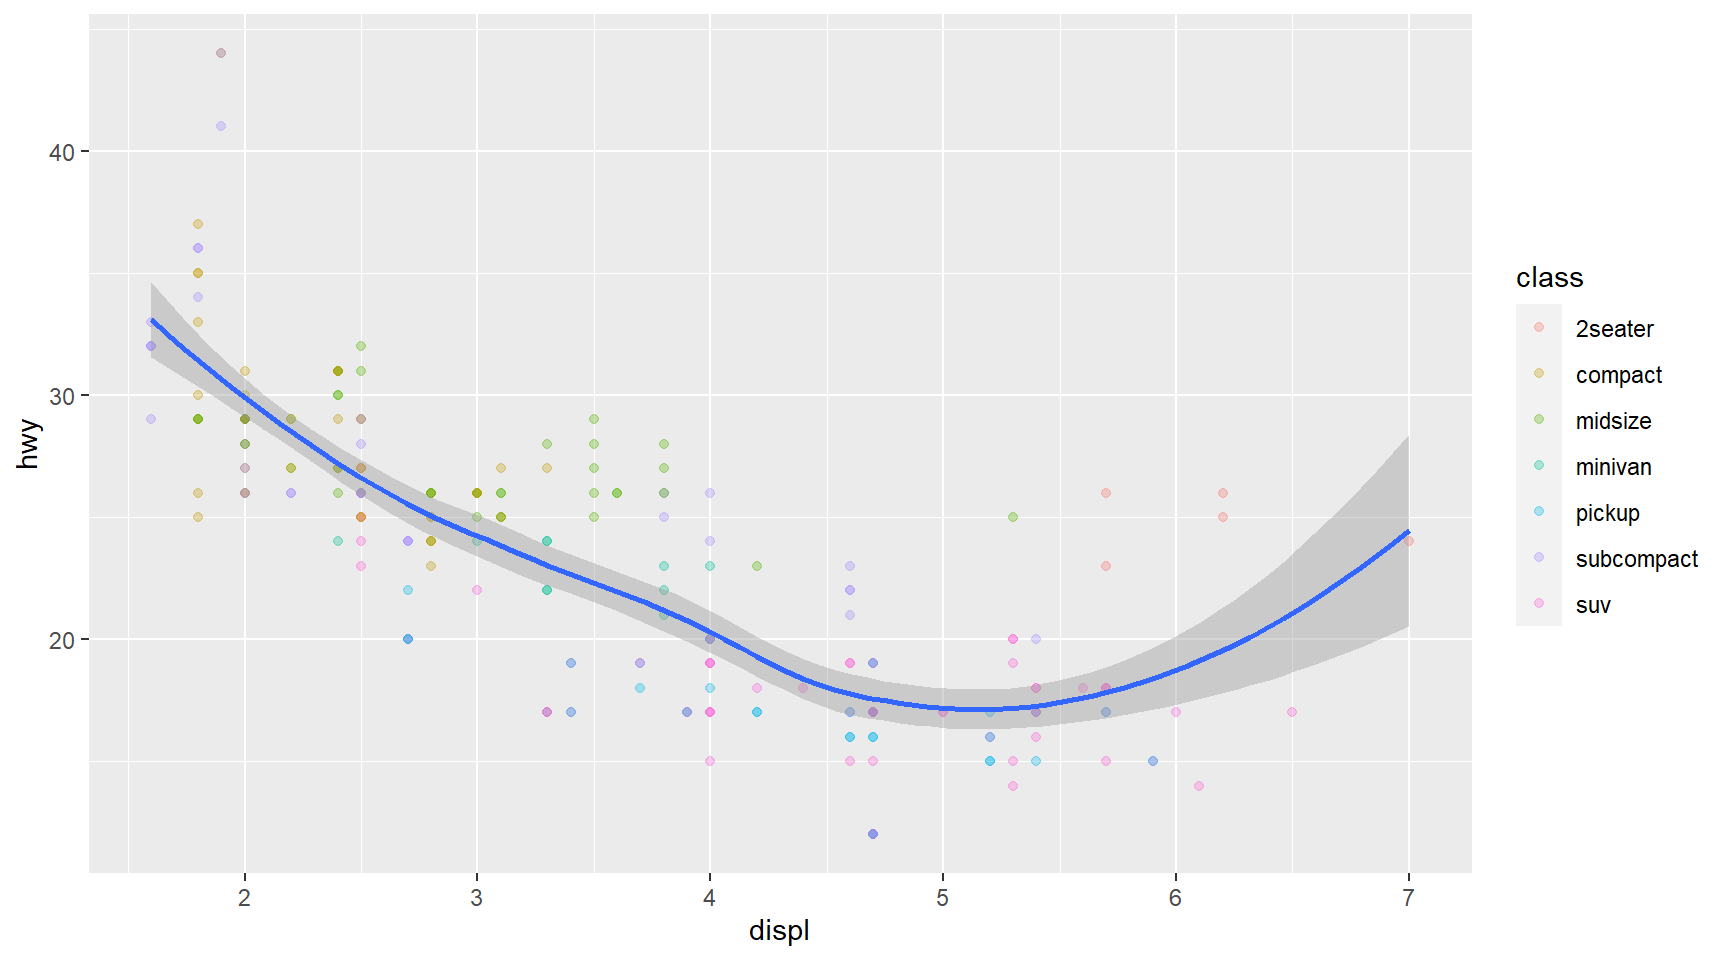 hwy
40
30
20
2
3
4
5
6
7
displ
class
2seater
compact
midsize
minivan
pickup
subcompact
suv